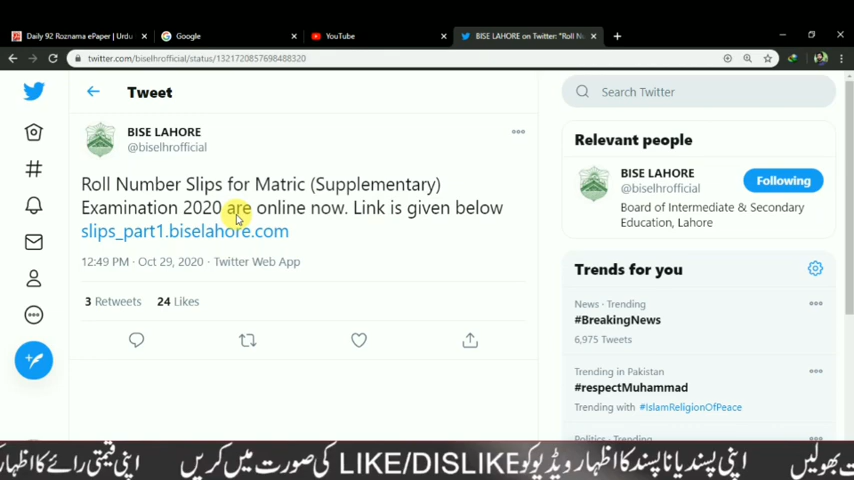 Daily 92 Roznama ePaper | Urdu
Google
YouTube
BISE LAHORE on Twitter: "Roll N
twitter.com/biselhrofficial/status/1321720857698488320
Tweet
Search Twitter
BISE LAHORE
@biselhrofficial
Roll Number Slips for Matric (Supplementary)
Examination 2020 are online now. Link is given below
slips_part1.biselahore.com
12:49 PM · Oct 29, 2020 · Twitter Web App
3 Retweets 24 Likes
Relevant people
BISE LAHORE
@biselhrofficial
Following
Board of Intermediate & Secondary
Education, Lahore
Trends for you
News · Trending
#BreakingNews
6,975 Tweets
Trending in Pakistan
#respectMuhammad
Trending with #IslamReligionOfPeace
Politics · Trending
بھولیں اپنی پسند یا نا پسند کا اظہار ویڈیو کو LIKE/DISLIKE کی صورت میں کریں اپنی قیمتی رائے کا اظہار